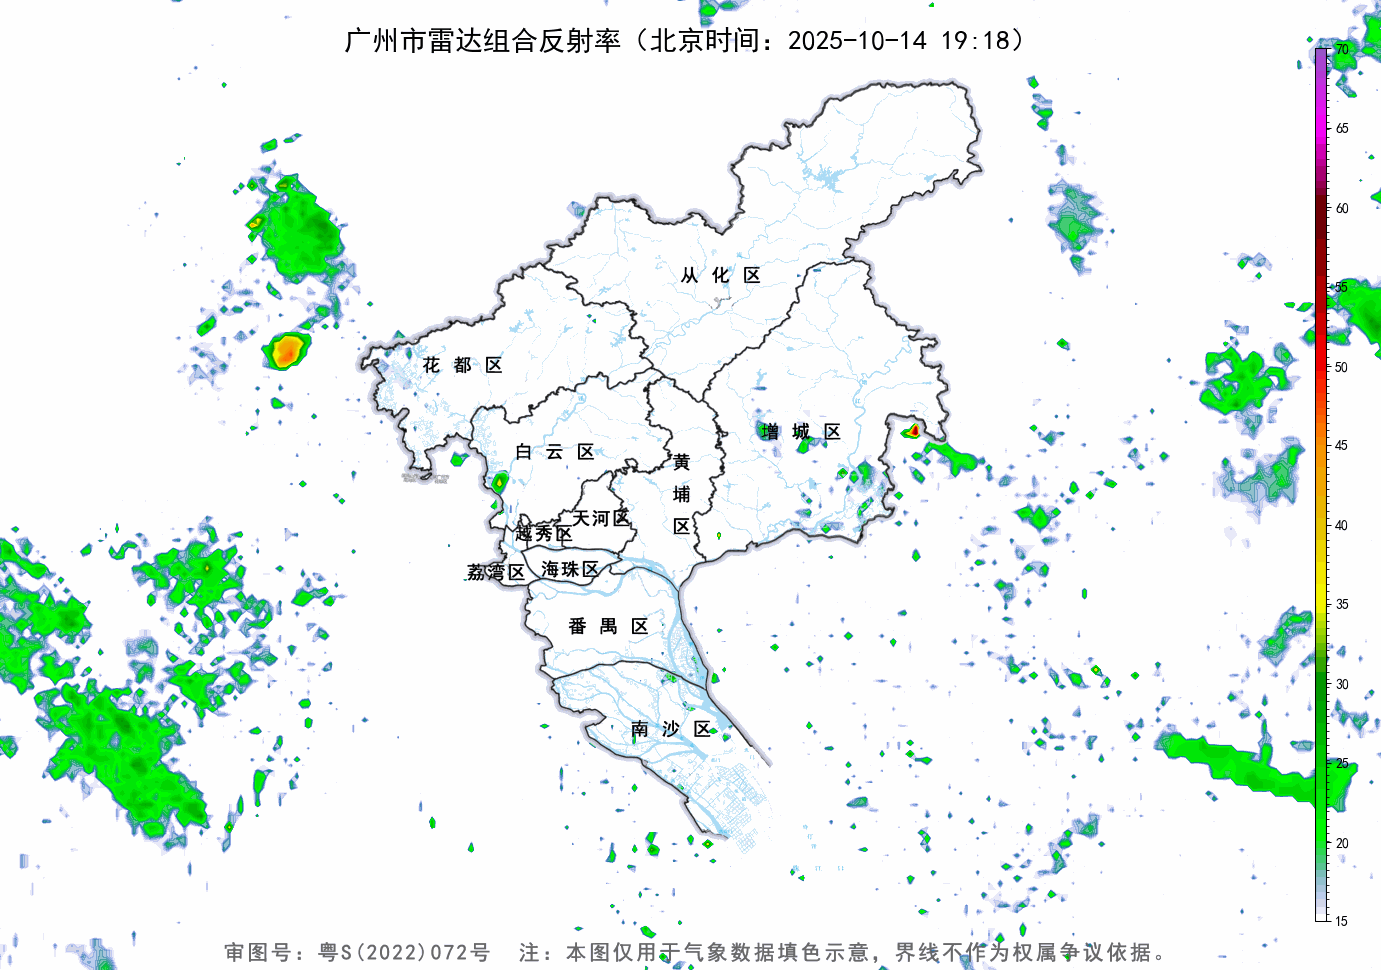 广州市雷达组合反射率（北京时间：2025-10-14 19:18）
70
65
60
55
50
45
40
35
30
25
20
15
从化区
花都区
增城区
白云区
黄埔区
天河区
越秀区
荔湾区
海珠区
番禺区
南沙区
审图号：粤S(2022)072号 注：本图仅用于气象数据填色示意，界线不作为权属争议依据。